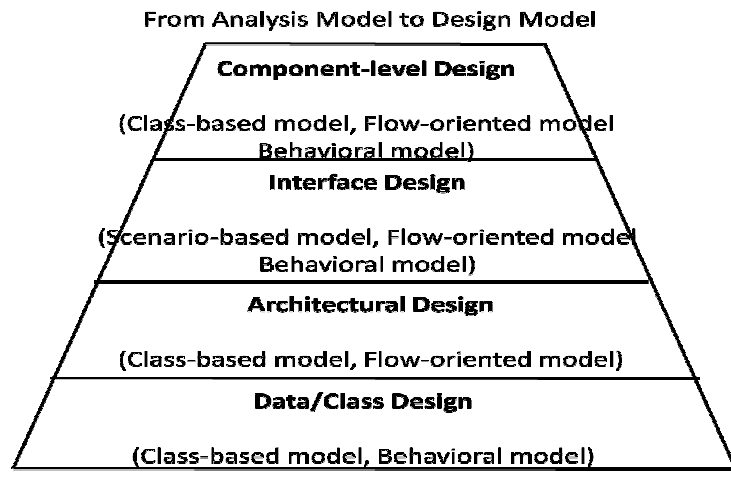 From Analysis Model to Design Model
Component-level Design
(Class-based model, Flow-oriented model
Behavioral model)
Interface Design
(Scenario-based model, Flow-oriented model
Behavioral model)
Architectural Design
(Class-based model, Flow-oriented model)
Data/Class Design
(Class-based model, Behavioral model)